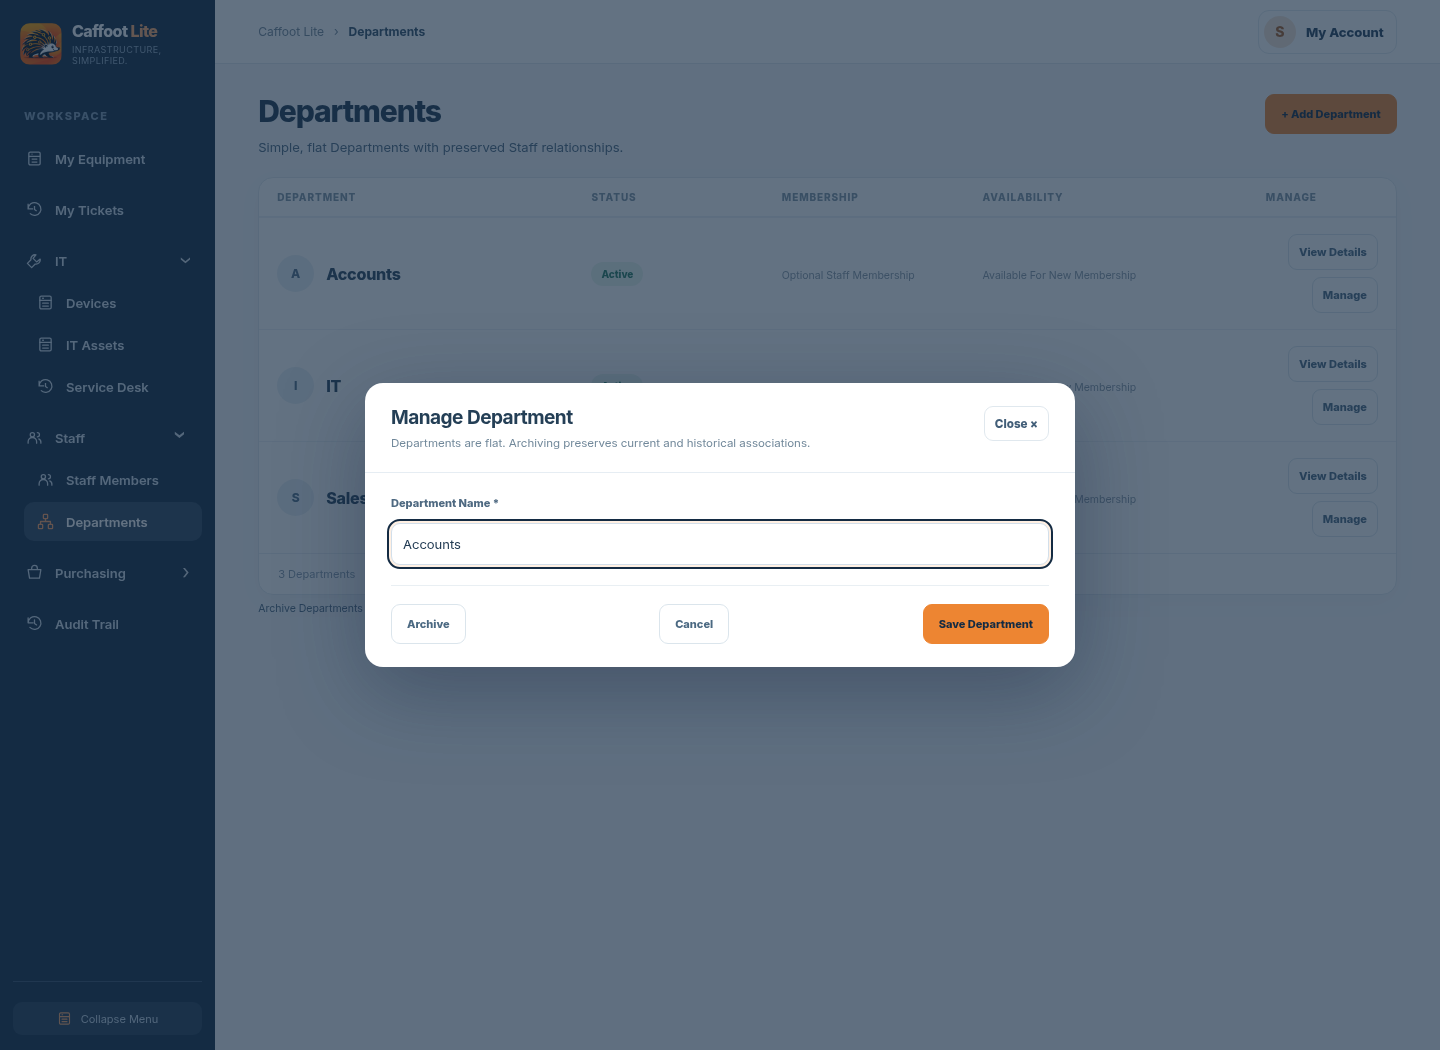 Caffoot Lite
INFRASTRUCTURE,
SIMPLIFIED.
WORKSPACE
My Equipment
My Tickets
IT
Devices
IT Assets
Service Desk
Staff
Staff Members
Departments
Purchasing
Audit Trail
Collapse Menu
Caffoot Lite › Departments
S My Account
Departments
Simple, flat Departments with preserved Staff relationships.
+ Add Department
DEPARTMENT STATUS MEMBERSHIP AVAILABILITY MANAGE
A Accounts Active Optional Staff Membership Available For New Membership View Details
Manage
I IT Membership View Details
Manage
S Sales Membership View Details
Manage
3 Departments
Archive Departments
Manage Department
Departments are flat. Archiving preserves current and historical associations.
Close ×
Department Name *
Accounts
Archive Cancel Save Department